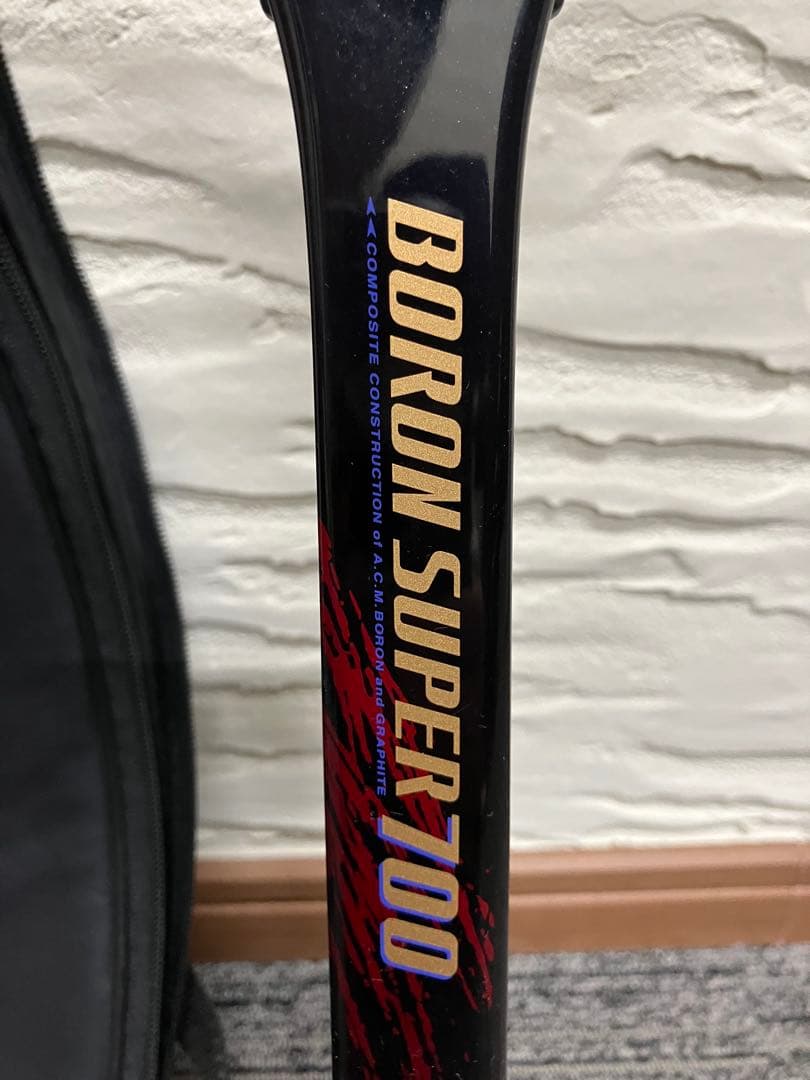 BORON SUPER 700
COMPOSITE CONSTRUCTION of A.C.M.BORON and GRAPHITE